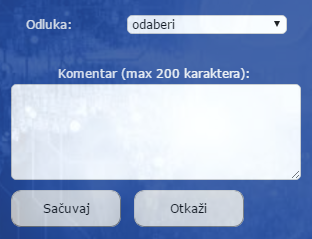 Odluka: odaberi
Komentar (max 200 karaktera):
Sačuvaj Otkaži